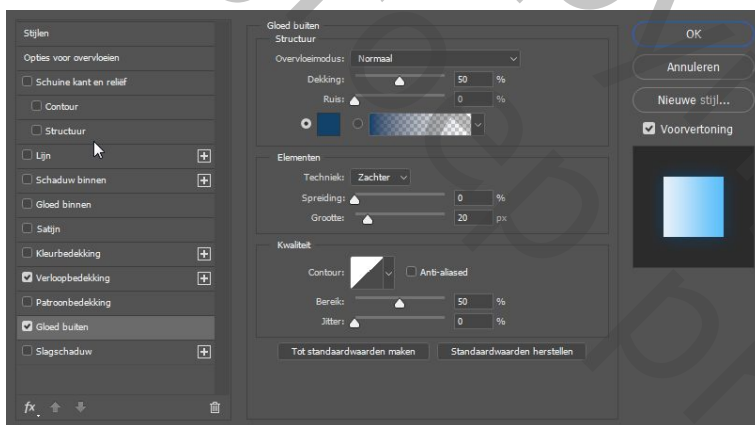 Stijlen
Opties voor overvloeien
Schuine kant en reliëf
Contour
Structuur
Lijn
Schaduw binnen
Gloed binnen
Satijn
Kleurbedekking
Verloopbedekking
Patroonbedekking
Gloed buiten
Slagschaduw
fx
Gloed buiten
Structuur
Overvloeimodus: Normaal
Dekking: 50 %
Ruis: 0 %
Elementen
Techniek: Zachter
Spreiding: 0 %
Grootte: 20 px
Kwaliteit
Contour: Anti-aliased
Bereik: 50 %
Jitter: 0 %
Tot standaardwaarden maken Standaardwaarden herstellen
OK
Annuleren
Nieuwe stijl...
Voorvertoning